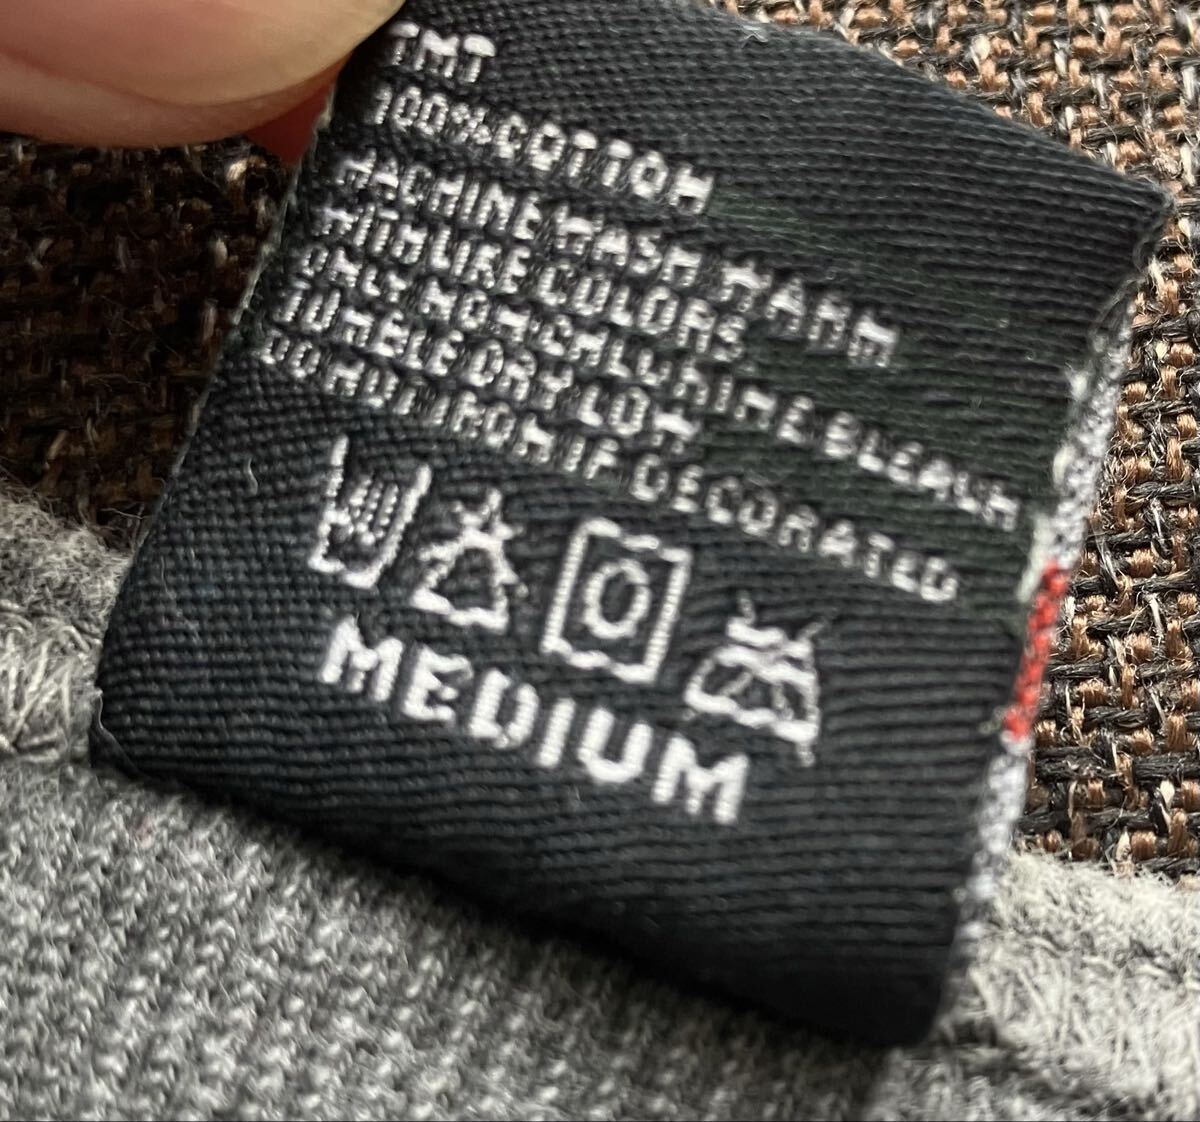 TMT
100%COTTON
MACHINE WASH WARM
WITH LIKE COLORS
ONLY NON-CHLORINE BLEACH
TUMBLE DRY LOW
DO NOT IRON IF DECORATED
MEDIUM